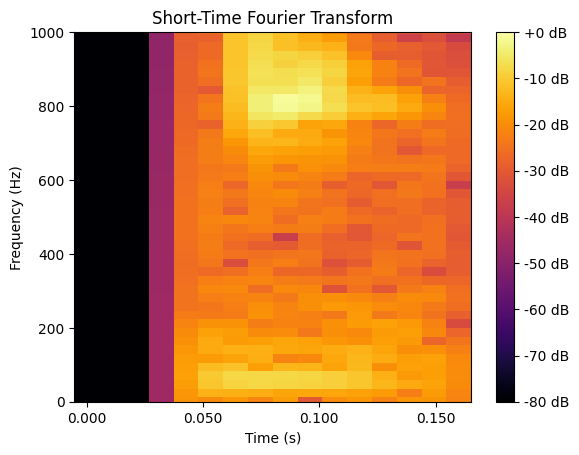 Short-Time Fourier Transform
1000
800
600
400
200
0
Frequency (Hz)
0.000
0.050
0.100
0.150
Time (s)
+0 dB
-10 dB
-20 dB
-30 dB
-40 dB
-50 dB
-60 dB
-70 dB
-80 dB